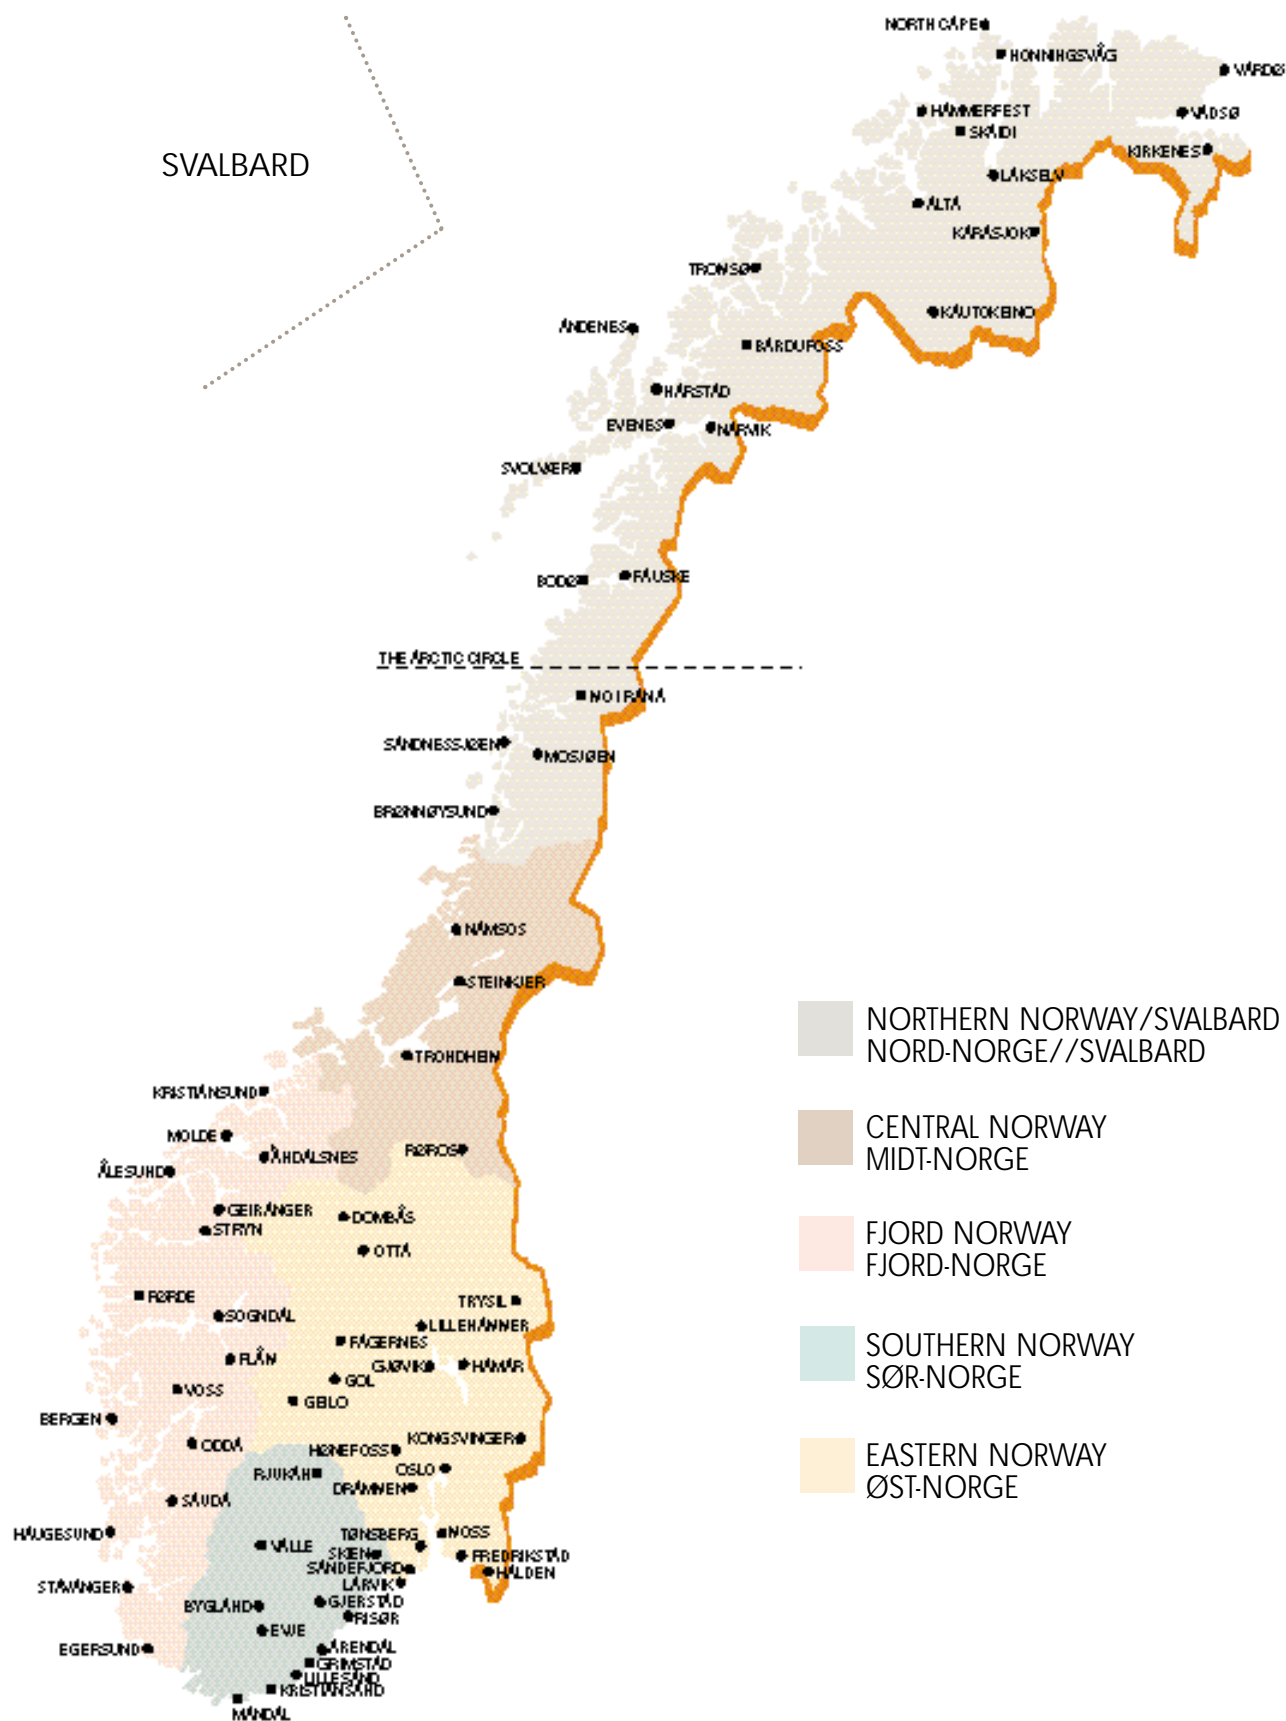 NORTH CAPE
HONNINGSVÅG
VARDØ
HAMMERFEST
VADSØ
SKAIDI
KIRKENES
SVALBARD
LAKSELV
ALTA
KARASJOK
TROMSØ
KAUTOKEINO
ANDENES
BARDUFOSS
HARSTAD
EVENES
NARVIK
SVOLVÆR
BODØ
FAUSKE
THE ARCTIC CIRCLE
MO I RANA
SANDNESSJØEN
MOSJØEN
BRØNNØYSUND
NAMSOS
STEINKJER
NORTHERN NORWAY/SVALBARD
NORD-NORGE//SVALBARD
TRONDHEIM
KRISTIANSUND
MOLDE
ÅNDALSNES
RØROS
ÅLESUND
CENTRAL NORWAY
MIDT-NORGE
GEIRANGER
DOMBÅS
STRYN
OTTA
FJORD NORWAY
FJORD-NORGE
FØRDE
TRYSIL
SOGNDAL
LILLEHAMMER
FAGERNES
FLÅM
GJØVIK
HAMAR
GOL
VOSS
GEILO
SOUTHERN NORWAY
SØR-NORGE
BERGEN
ODDA
HØNEFOSS
KONGSVINGER
RJUKAN
OSLO
DRAMMEN
EASTERN NORWAY
ØST-NORGE
SAUDA
HAUGESUND
TØNSBERG
MOSS
VALLE
SKIEN
FREDRIKSTAD
SANDEFJORD
HALDEN
STAVANGER
LARVIK
BYGLAND
GJERSTAD
RISØR
EVJE
EGERSUND
ARENDAL
GRIMSTAD
LILLESAND
KRISTIANSAND
MANDAL